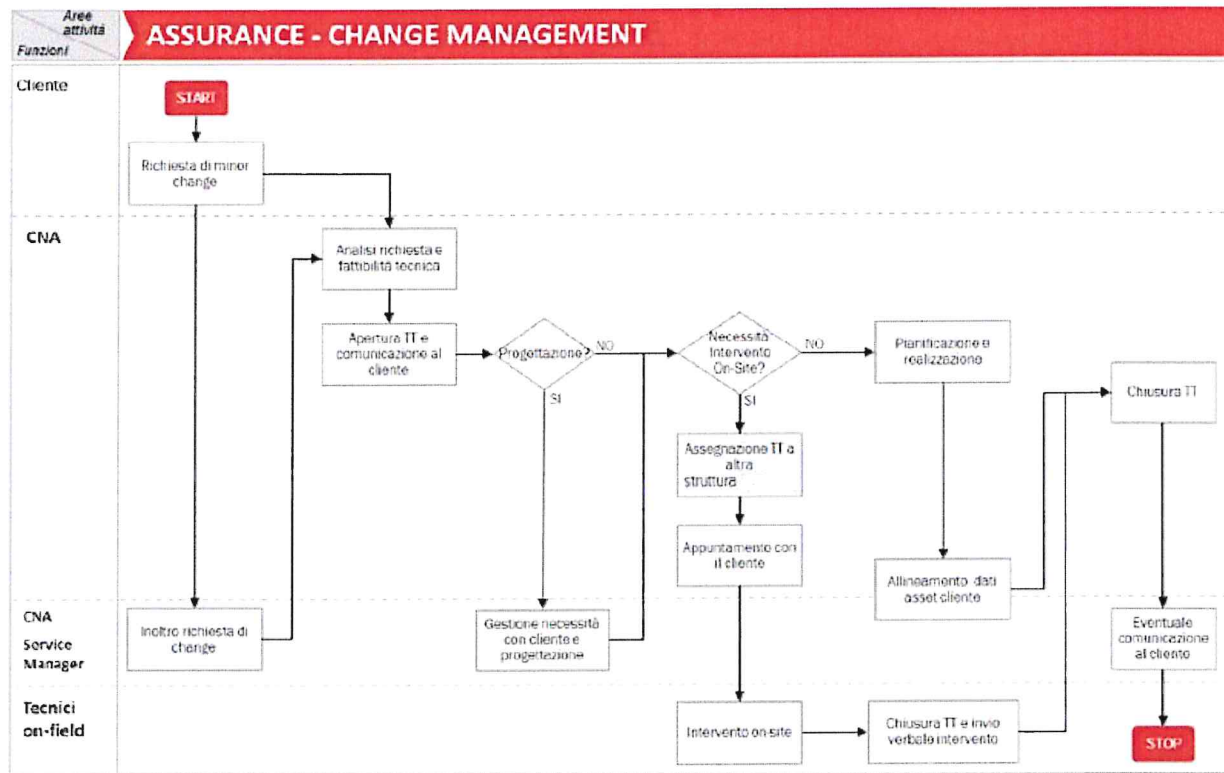 Aree
attività
Funzioni
ASSURANCE - CHANGE MANAGEMENT
Cliente
START
Richiesta di minor
change
CNA
Analisi richiesta e
fattibilità tecnica
Apertura TT e
comunicazione al
cliente
Progettazione?
NO
SI
Necessità
Intervento
On-Site?
NO
SI
Pianificazione e
realizzazione
Chiusura TT
Assegnazione TT a
altra
struttura
Appuntamento con
il cliente
Allineamento dati
asset cliente
CNA
Service
Manager
Inoltro richiesta di
change
Gestione necessità
con cliente e
progettazione
Eventuale
comunicazione
al cliente
Tecnici
on-field
Intervento on-site
Chiusura TT e invio
verbale intervento
STOP